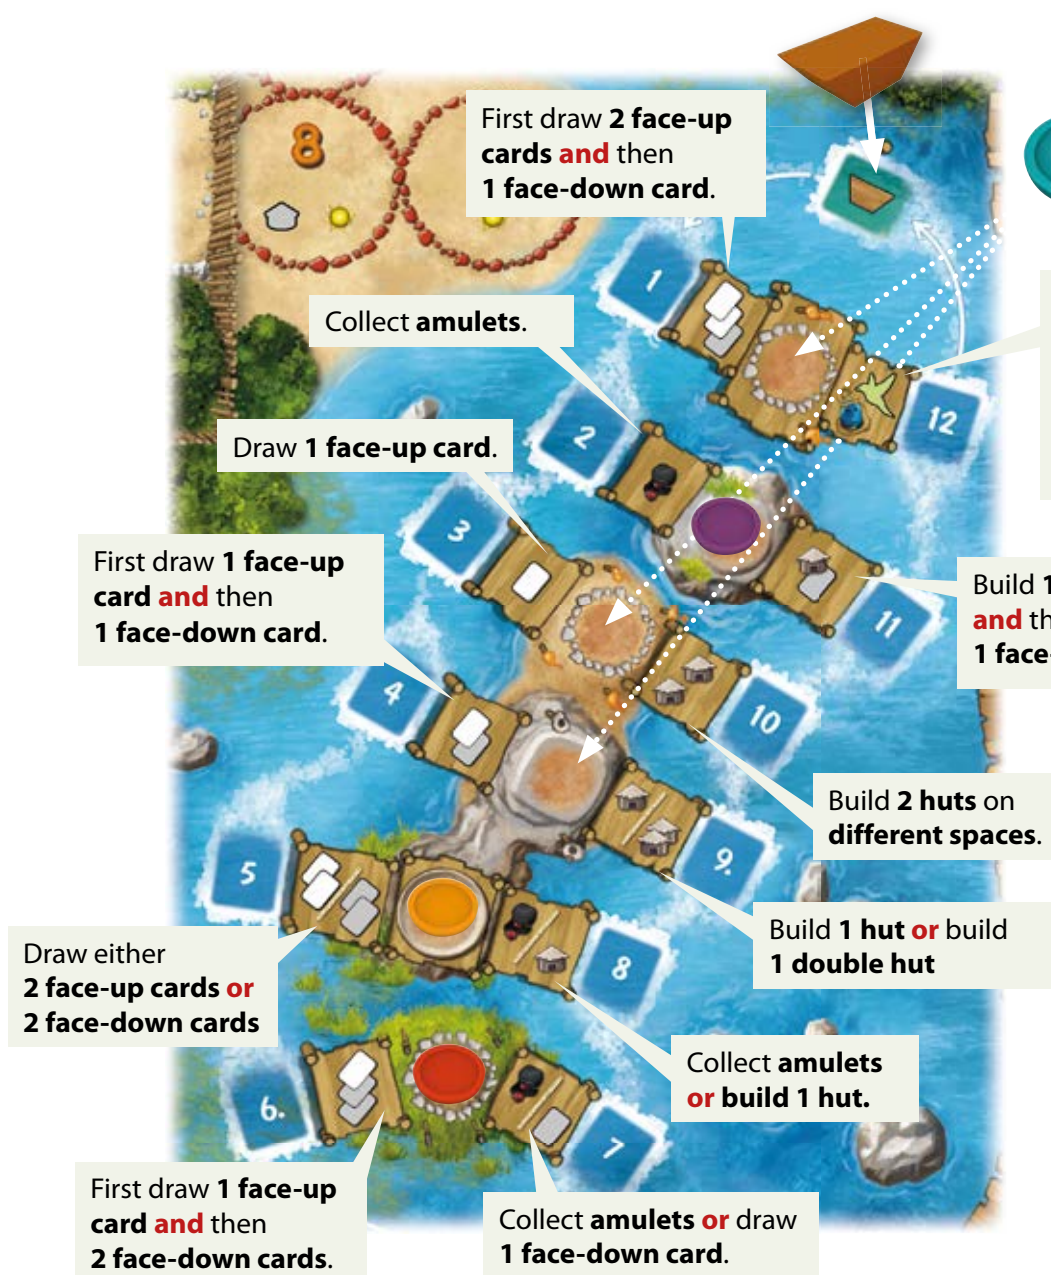 8
First draw 2 face-up
cards and then
1 face-down card.
1
Collect amulets.
12
2
Draw 1 face-up card.
3
First draw 1 face-up
card and then
1 face-down card.
Build 1
and th
1 face-
11
4
10
Build 2 huts on
different spaces.
5
9.
Draw either
2 face-up cards or
2 face-down cards
Build 1 hut or build
1 double hut
8
Collect amulets
or build 1 hut.
6.
7
First draw 1 face-up
card and then
2 face-down cards.
Collect amulets or draw
1 face-down card.